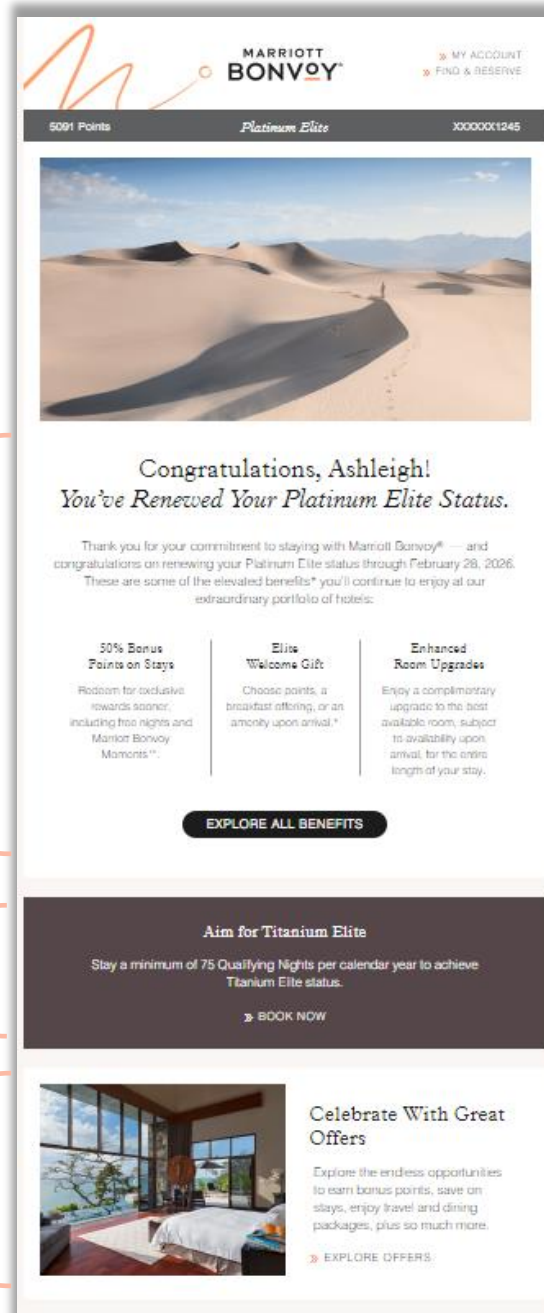 MARRIOTT
BONVOY
» MY ACCOUNT
» FIND & RESERVE
5091 Points
Platinum Elite
XXXXXX1245
Congratulations, Ashleigh!
You've Renewed Your Platinum Elite Status.
Thank you for your commitment to staying with Marriott Bonvoy® — and
congratulations on renewing your Platinum Elite status through February 28, 2026.
These are some of the elevated benefits* you'll continue to enjoy at our
extraordinary portfolio of hotels:
50% Bonus
Points on Stays
Redeem for exclusive
rewards sooner,
including free nights and
Marriott Bonvoy
Moments™.
Elite
Welcome Gift
Choose points, a
breakfast offering, or an
amenity upon arrival.*
Enhanced
Room Upgrades
Enjoy a complimentary
upgrade to the best
available room, subject
to availability upon
arrival, for the entire
length of your stay.
EXPLORE ALL BENEFITS
Aim for Titanium Elite
Stay a minimum of 75 Qualifying Nights per calendar year to achieve
Titanium Elite status.
» BOOK NOW
Celebrate With Great
Offers
Explore the endless opportunities
to earn bonus points, save on
stays, enjoy travel and dining
packages, plus so much more.
» EXPLORE OFFERS